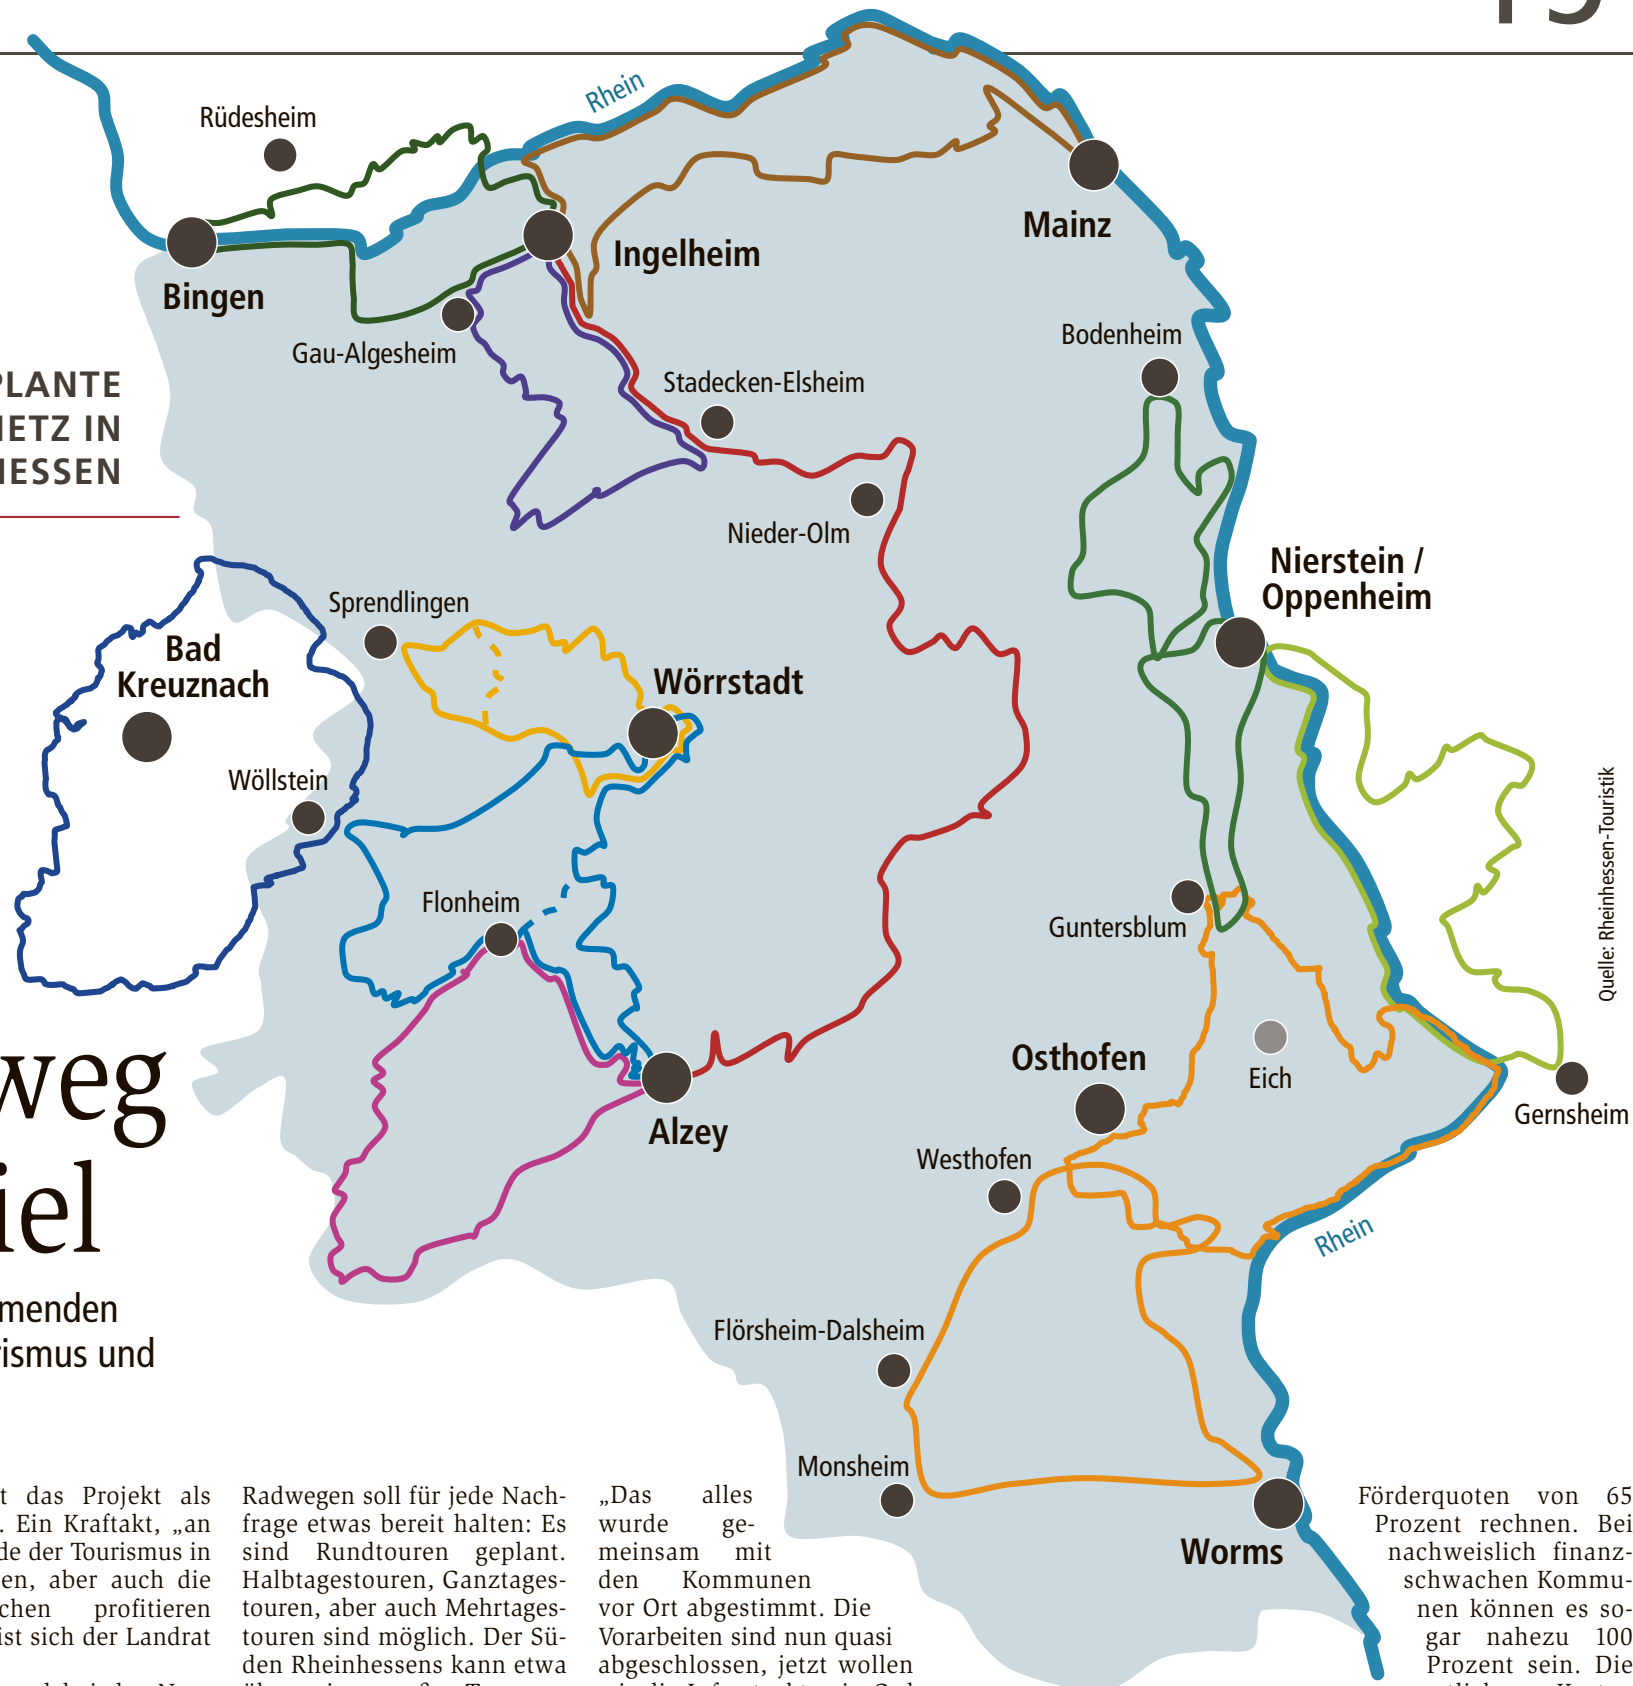 Rhein
Rüdesheim
Mainz
Ingelheim
Bingen
Bodenheim
Gau-Algesheim
Stadecken-Elsheim
PLANTE
NETZ IN
HESSEN
Nieder-Olm
Nierstein /
Oppenheim
Sprendlingen
Bad
Kreuznach
Wörrstadt
Wöllstein
Quelle: Rheinhessen-Touristik
Flonheim
Guntersblum
Osthofen
Eich
Gernsheim
weg
iel
Alzey
Westhofen
Rhein
menden
rismus und
Flörsheim-Dalsheim
Monsheim
Worms
t das Projekt als
. Ein Kraftakt, „an
de der Tourismus in
en, aber auch die
chen profitieren
ist sich der Landrat
Radwegen soll für jede Nach-
frage etwas bereit halten: Es
sind Rundtouren geplant.
Halbtagestouren, Ganztages-
touren, aber auch Mehrtages-
touren sind möglich. Der Sü-
den Rheinhessens kann etwa
„Das alles
wurde ge-
meinsam mit
den Kommunen
vor Ort abgestimmt. Die
Vorarbeiten sind nun quasi
abgeschlossen, jetzt wollen
Förderquoten von 65
Prozent rechnen. Bei
nachweislich finanz-
schwachen Kommu-
nen können es so-
gar nahezu 100
Prozent sein. Die